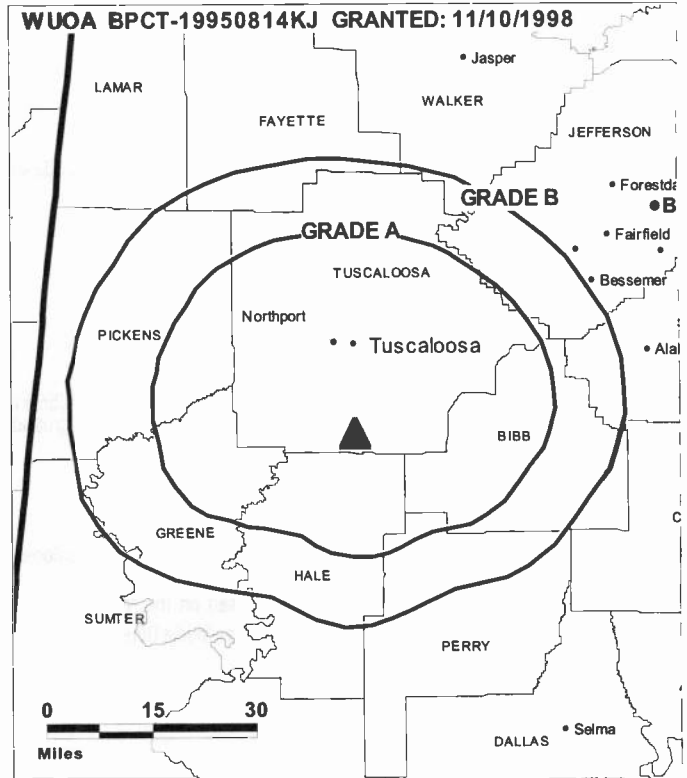 WUOA BPCT-19950814KJ GRANTED: 11/10/1998
Jasper
LAMAR
WALKER
FAYETTE
JEFFERSON
Foresta
GRADE B
B
GRADE A
Fairfield
TUSCALOOSA
Bessemer
Northport
PICKENS
Tuscaloosa
Ala
BIBB
C
GREENE
HALE
SUMTER
PERRY
0 15 30
Miles
Selma
DALLAS